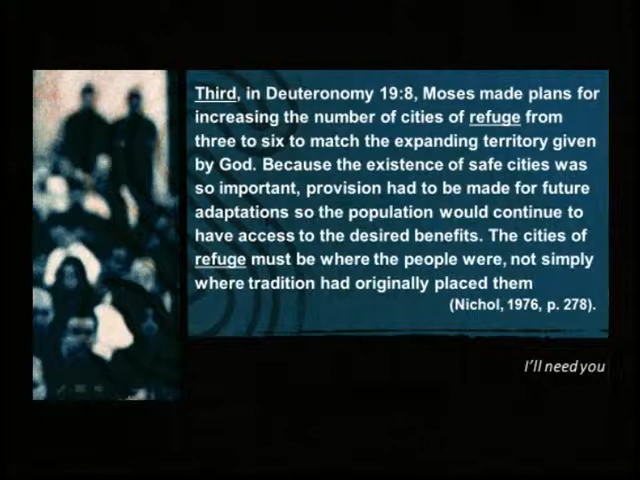 Third, in Deuteronomy 19:8, Moses made plans for
increasing the number of cities of refuge from
three to six to match the expanding territory given
by God. Because the existence of safe cities was
so important, provision had to be made for future
adaptations so the population would continue to
have access to the desired benefits. The cities of
refuge must be where the people were, not simply
where tradition had originally placed them
(Nichol, 1976, p. 278).
I'll need you